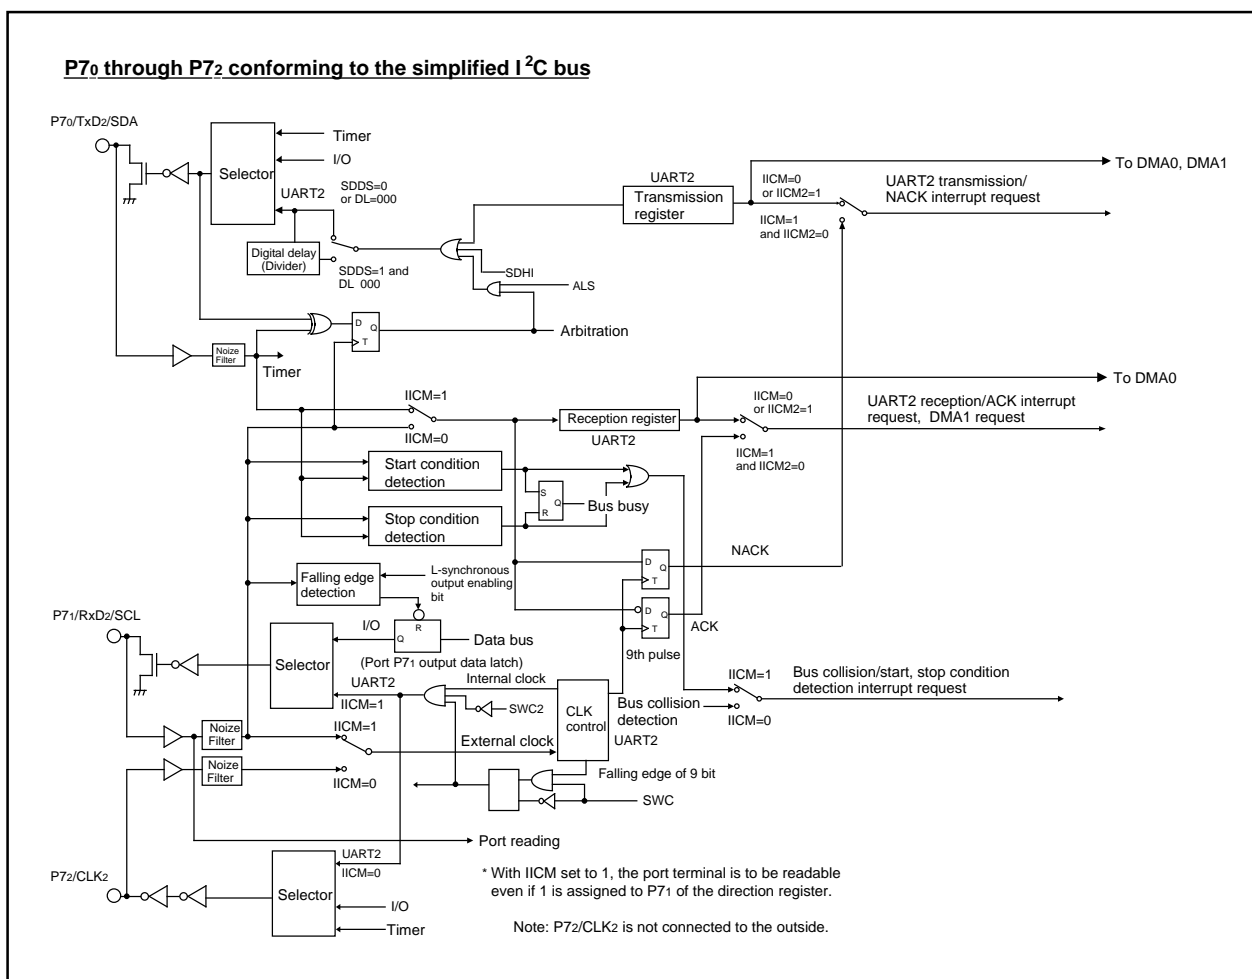 P70 through P72 conforming to the simplified I 2C bus
P70/TxD2/SDA
Timer
I/O
Selector
UART2
SDDS=0
or DL=000
Digital delay
(Divider)
SDDS=1 and
DL  000
SDHI
ALS
UART2
Transmission
register
IICM=0
or IICM2=1
IICM=1
and IICM2=0
To DMA0, DMA1
UART2 transmission/
NACK interrupt request
D
Q
T
Arbitration
Noize
Filter
Timer
IICM=1
IICM=0
Reception register
UART2
IICM=0
or IICM2=1
IICM=1
and IICM2=0
To DMA0
UART2 reception/ACK interrupt
request, DMA1 request
Start condition
detection
Stop condition
detection
S
Q
R
Bus busy
NACK
D
Q
T
D
Q
T
ACK
9th pulse
Falling edge
detection
L-synchronous
output enabling
bit
P71/RxD2/SCL
I/O
R
Q
Data bus
(Port P71 output data latch)
Selector
UART2
IICM=1
Internal clock
SWC2
CLK
control
UART2
Bus collision
detection
IICM=1
IICM=0
Bus collision/start, stop condition
detection interrupt request
Noize
Filter
IICM=1
External clock
Noize
Filter
IICM=0
Falling edge of 9 bit
SWC
Port reading
UART2
IICM=0
P72/CLK2
Selector
I/O
Timer
* With IICM set to 1, the port terminal is to be readable
even if 1 is assigned to P71 of the direction register.
Note: P72/CLK2 is not connected to the outside.